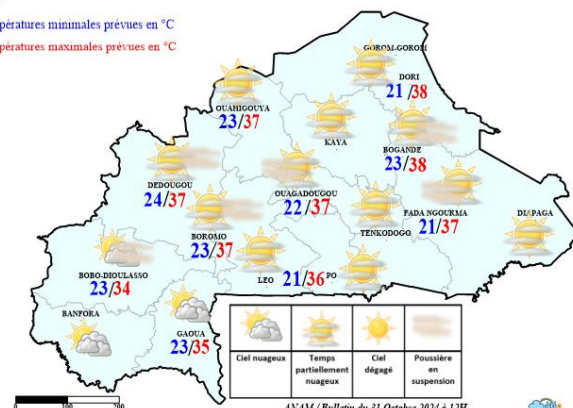 pératures minimales prévues en °C
pératures maximales prévues en °C
GOROM-GOROM
DORI
21/38
OUAHIGOUYA
23/37
KAYA
BOGANDE
23/38
DEDOUGOU
24/37
OUAGADOUGOU
22/37
FADA NGOURMA
21/37
DIAPAGA
TENKODOGO
BOROMO
23/37
LEO
21/36
PO
BOBO-DIOULASSO
23/34
BANFORA
GAOUA
23/35
Ciel nuageux
Temps partiellement nuageux
Ciel dégagé
Poussière en suspension
ANAM / Bulletin du 31 Octobre 2024 à 12H